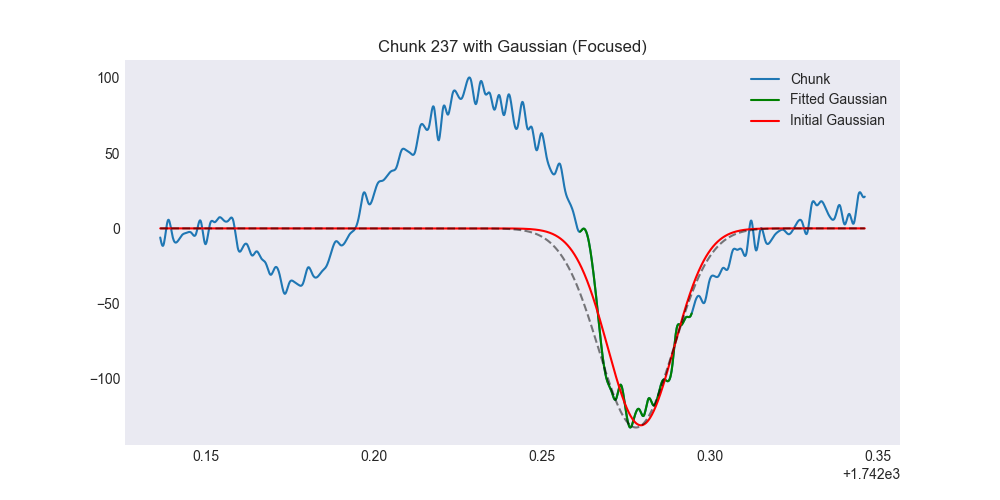 Chunk 237 with Gaussian (Focused)
Chunk
Fitted Gaussian
Initial Gaussian
100
50
0
−50
−100
0.15 0.20 0.25 0.30 0.35
+1.742e3